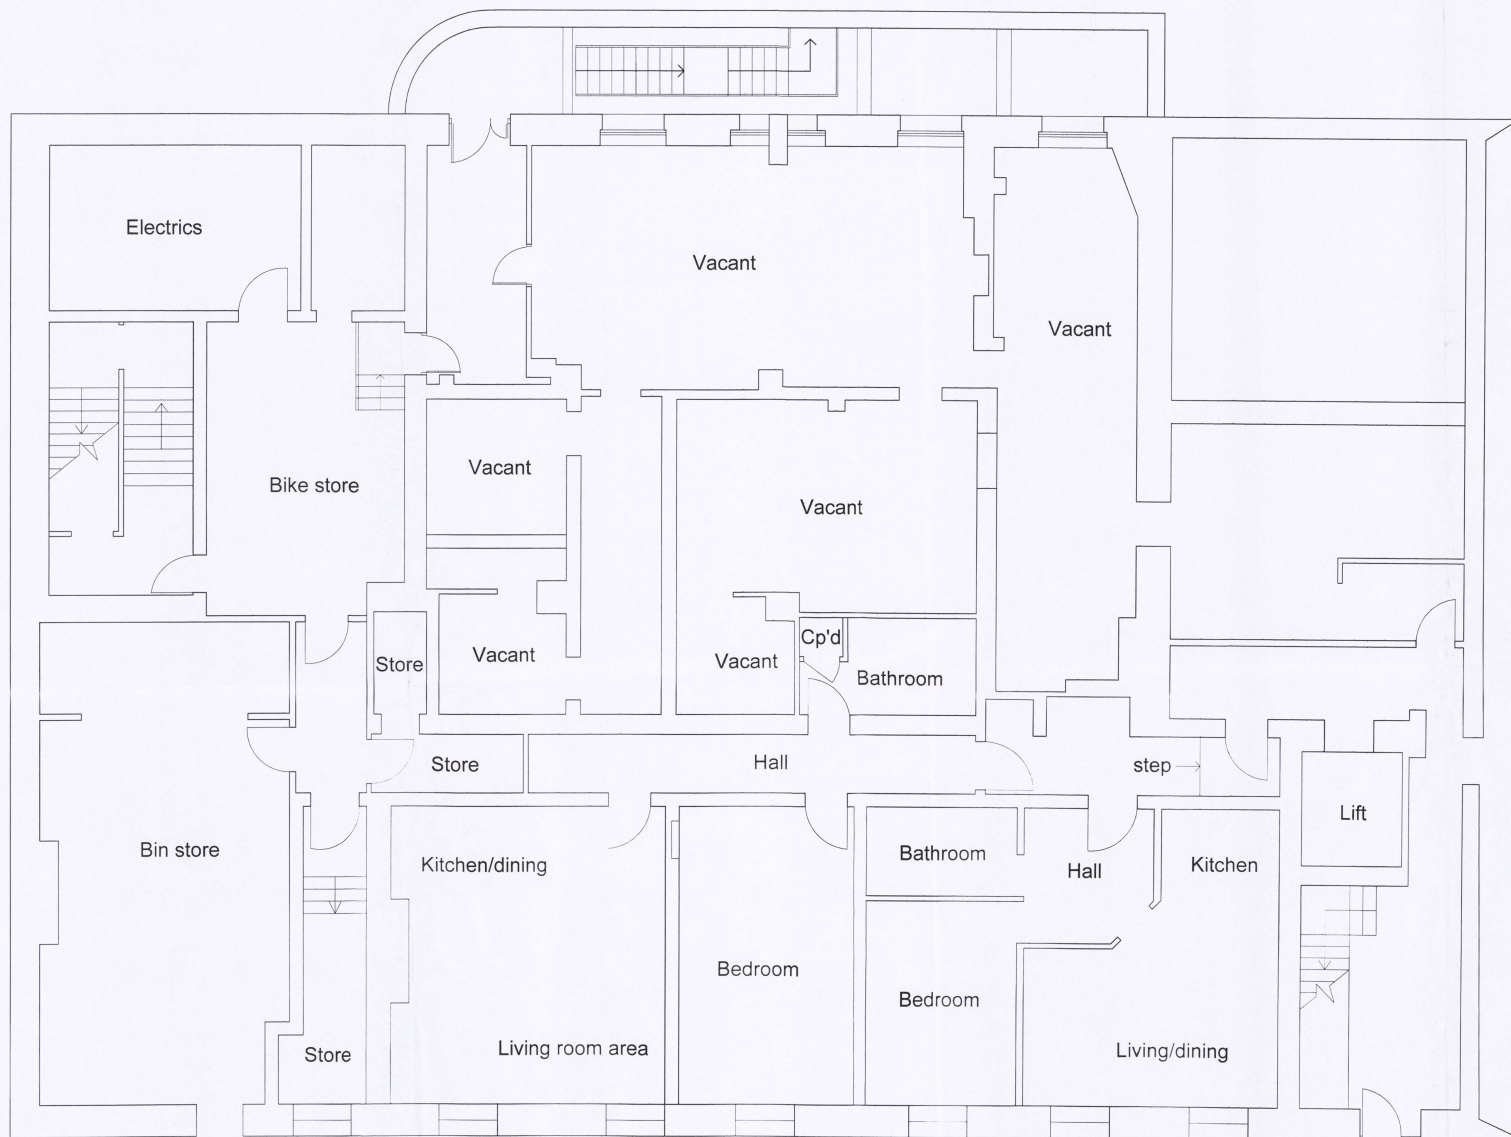 Electrics
Vacant
Vacant
Vacant
Bike store
Vacant
Cp'd
Store
Vacant
Vacant
Bathroom
Store
Hall
step
Lift
Bin store
Kitchen/dining
Bathroom
Hall
Kitchen
Bedroom
Bedroom
Store
Living room area
Living/dining